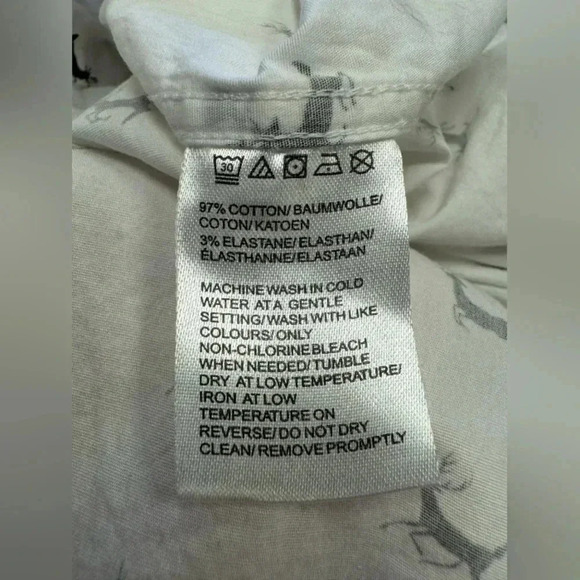 30
97% COTTON/BAUMWOLLE/
COTON/KATOEN
3% ELASTANE/ELASTHAN/
ÉLASTHANNE/ELASTAAN
MACHINE WASH IN COLD
WATER AT A GENTLE
SETTING/WASH WITH LIKE
COLOURS/ONLY
NON-CHLORINE BLEACH
WHEN NEEDED/TUMBLE
DRY AT LOW TEMPERATURE/
IRON AT LOW
TEMPERATURE ON
REVERSE/DO NOT DRY
CLEAN/REMOVE PROMPTLY